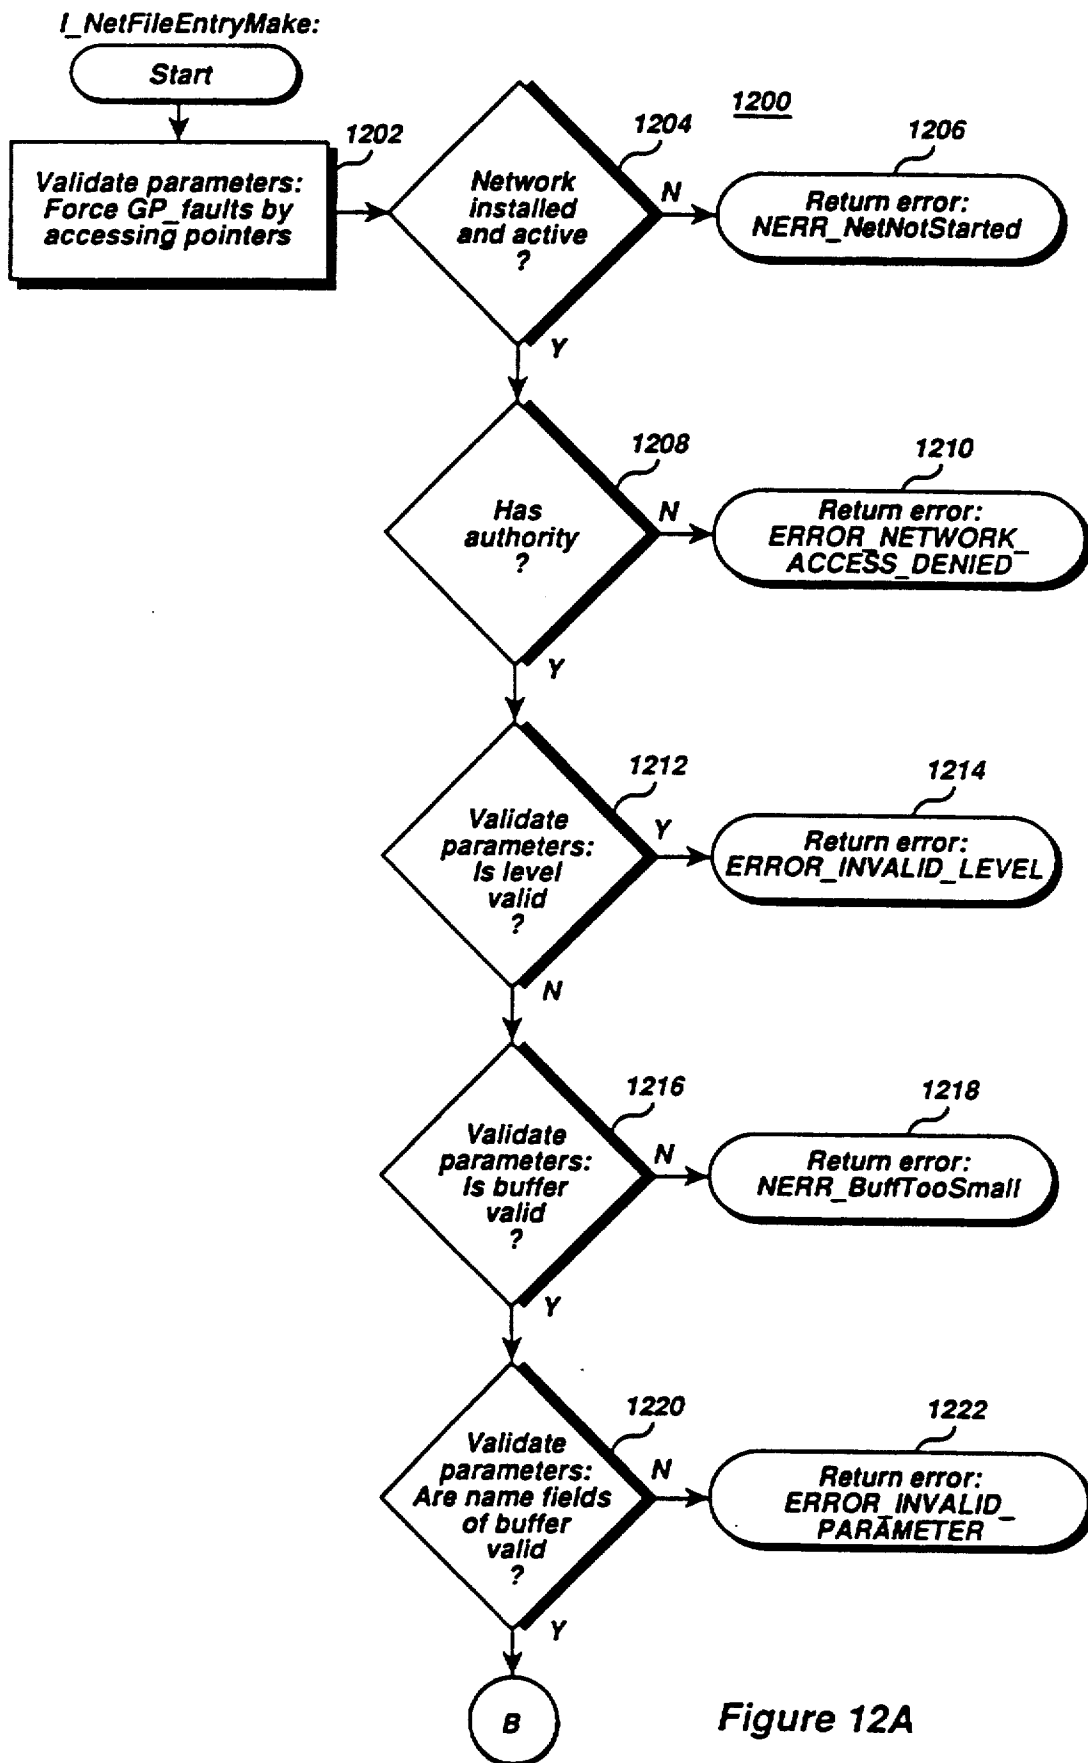 I_NetFileEntryMake:
Start
1202
Validate parameters:
Force GP_faults by
accessing pointers
1204
Network
installed
and active
?
N
Y
1200
1206
Return error:
NERR_NetNotStarted
1208
Has
authority
?
N
Y
1210
Return error:
ERROR_NETWORK_
ACCESS_DENIED
1212
Validate
parameters:
Is level
valid
?
Y
N
1214
Return error:
ERROR_INVALID_LEVEL
1216
Validate
parameters:
Is buffer
valid
?
N
Y
1218
Return error:
NERR_BuffTooSmall
1220
Validate
parameters:
Are name fields
of buffer
valid
?
N
Y
1222
Return error:
ERROR_INVALID_
PARAMETER
B
Figure 12A